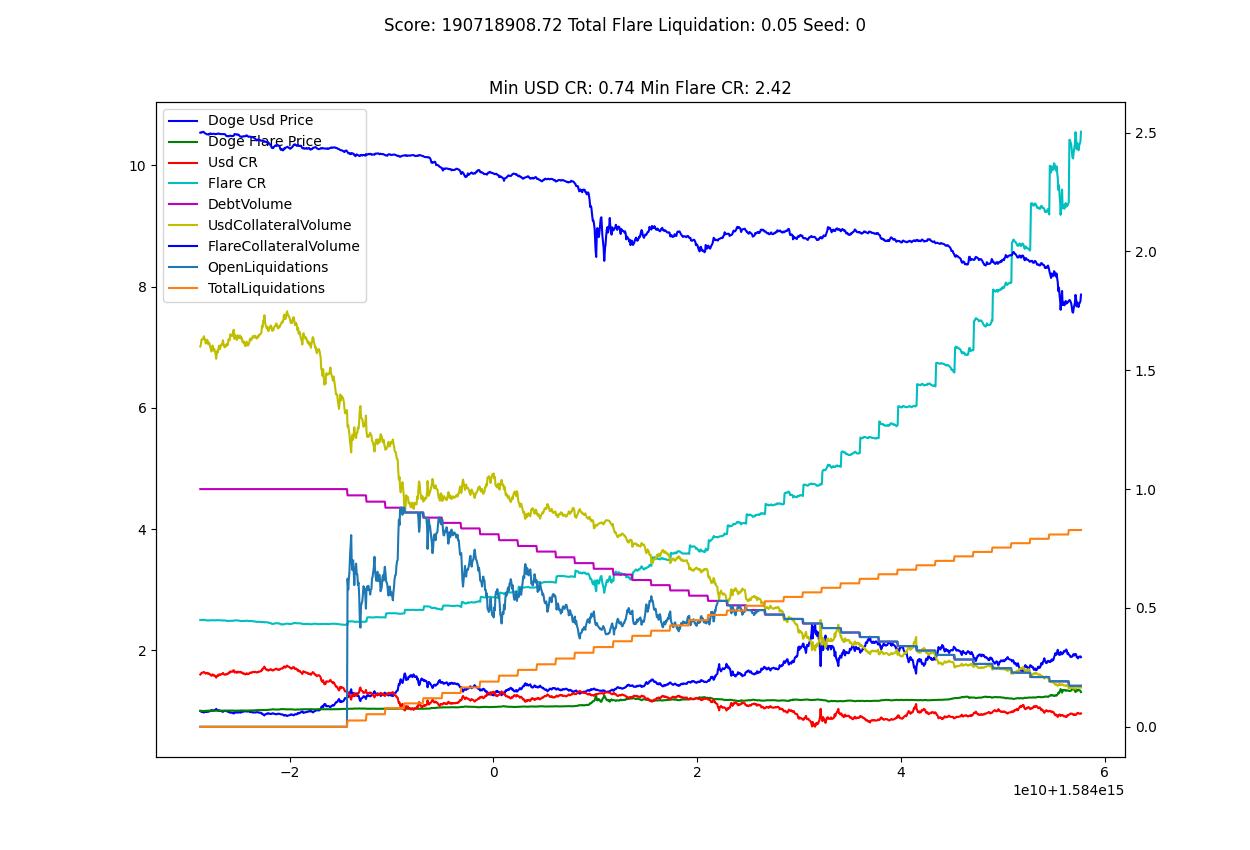 Score: 190718908.72 Total Flare Liquidation: 0.05 Seed: 0
Min USD CR: 0.74 Min Flare CR: 2.42
Doge Usd Price
Doge Flare Price
Usd CR
Flare CR
DebtVolume
UsdCollateralVolume
FlareCollateralVolume
OpenLiquidations
TotalLiquidations
10
8
6
4
2
2.5
2.0
1.5
1.0
0.5
0.0
−2
0
2
4
6
1e10+1.584e15